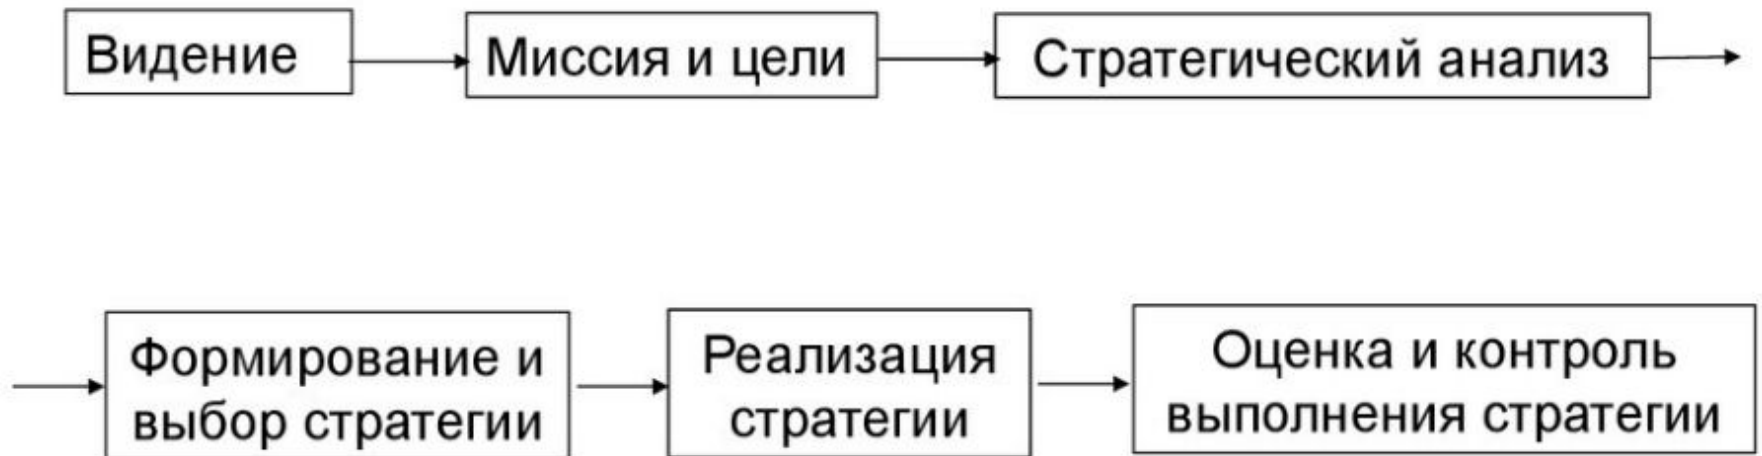 Видение
Миссия и цели
Стратегический анализ
Формирование и
выбор стратегии
Реализация
стратегии
Оценка и контроль
выполнения стратегии